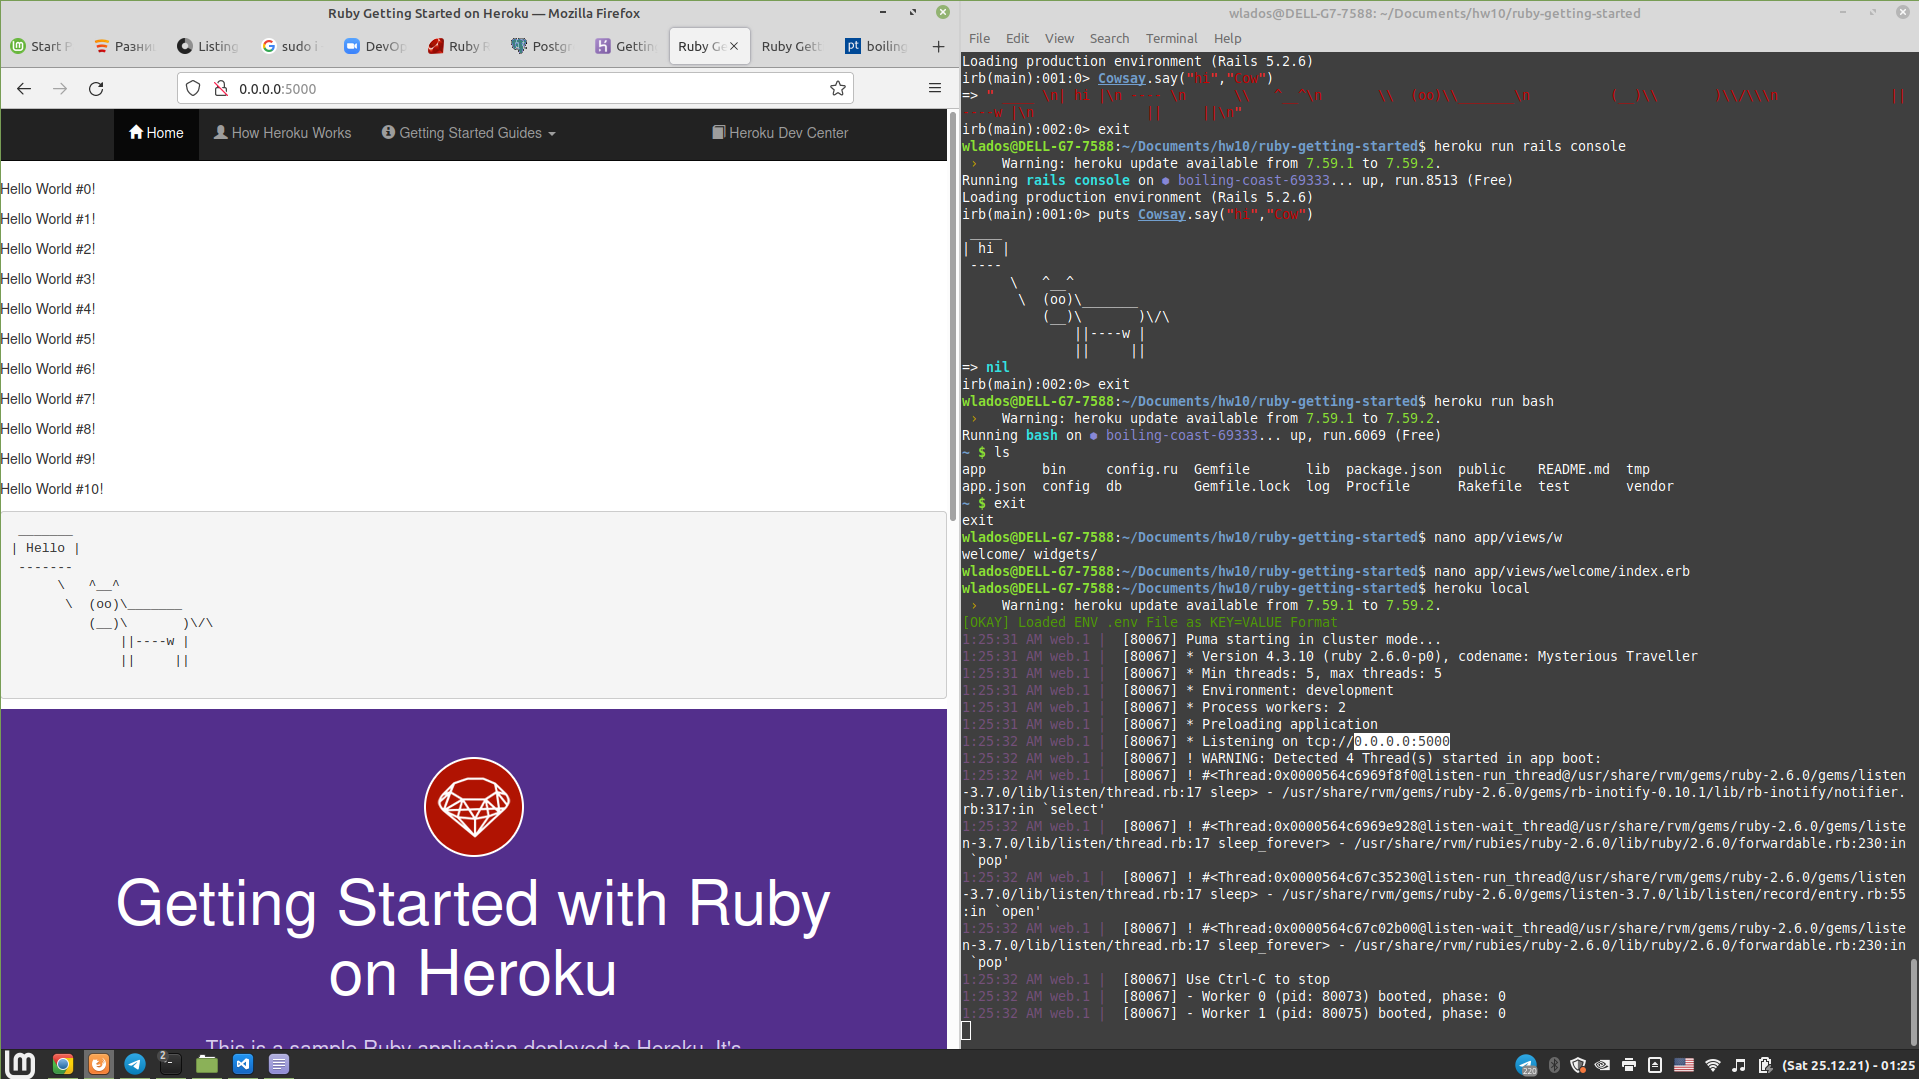 Ruby Getting Started on Heroku — Mozilla Firefox
Start P
Разни
Listing
sudo i
DevOp
Ruby R
Postgr
Gettin
Ruby Ge
Ruby Gett
boiling
0.0.0.0:5000
Home
How Heroku Works
Getting Started Guides
Heroku Dev Center
Hello World #0!
Hello World #1!
Hello World #2!
Hello World #3!
Hello World #4!
Hello World #5!
Hello World #6!
Hello World #7!
Hello World #8!
Hello World #9!
Hello World #10!
 _______
| Hello |
 -------
      \   ^__^
       \  (oo)\_______
          (__)\       )\/\
              ||----w |
              ||     ||
Getting Started with Ruby
on Heroku
This is a sample Ruby application deployed to Heroku. It's
wlados@DELL-G7-7588: ~/Documents/hw10/ruby-getting-started
File Edit View Search Terminal Help
Loading production environment (Rails 5.2.6)
irb(main):001:0> Cowsay.say("hi","Cow")
=> "      \n| hi |\n ---- \n      \\   ^  ^\n       \\  (oo)\\       \n          (  )\\       )\\/\\\n              ||
----w |\n              ||     ||\n"
irb(main):002:0> exit
wlados@DELL-G7-7588:~/Documents/hw10/ruby-getting-started$ heroku run rails console
 ›   Warning: heroku update available from 7.59.1 to 7.59.2.
Running rails console on ⬢ boiling-coast-69333... up, run.8513 (Free)
Loading production environment (Rails 5.2.6)
irb(main):001:0> puts Cowsay.say("hi","Cow")
 ____
| hi |
 ----
      \   ^__^
       \  (oo)\_______
          (__)\       )\/\
              ||----w |
              ||     ||
=> nil
irb(main):002:0> exit
wlados@DELL-G7-7588:~/Documents/hw10/ruby-getting-started$ heroku run bash
 ›   Warning: heroku update available from 7.59.1 to 7.59.2.
Running bash on ⬢ boiling-coast-69333... up, run.6069 (Free)
~ $ ls
app       bin     config.ru  Gemfile       lib  package.json  public    README.md  tmp
app.json  config  db         Gemfile.lock  log  Procfile      Rakefile  test       vendor
~ $ exit
exit
wlados@DELL-G7-7588:~/Documents/hw10/ruby-getting-started$ nano app/views/w
welcome/ widgets/
wlados@DELL-G7-7588:~/Documents/hw10/ruby-getting-started$ nano app/views/welcome/index.erb
wlados@DELL-G7-7588:~/Documents/hw10/ruby-getting-started$ heroku local
 ›   Warning: heroku update available from 7.59.1 to 7.59.2.
[OKAY] Loaded ENV .env File as KEY=VALUE Format
1:25:31 AM web.1 |  [80067] Puma starting in cluster mode...
1:25:31 AM web.1 |  [80067] * Version 4.3.10 (ruby 2.6.0-p0), codename: Mysterious Traveller
1:25:31 AM web.1 |  [80067] * Min threads: 5, max threads: 5
1:25:31 AM web.1 |  [80067] * Environment: development
1:25:31 AM web.1 |  [80067] * Process workers: 2
1:25:31 AM web.1 |  [80067] * Preloading application
1:25:32 AM web.1 |  [80067] * Listening on tcp://0.0.0.0:5000
1:25:32 AM web.1 |  [80067] ! WARNING: Detected 4 Thread(s) started in app boot:
1:25:32 AM web.1 |  [80067] ! #<Thread:0x0000564c6969f8f0@listen-run_thread@/usr/share/rvm/gems/ruby-2.6.0/gems/listen
-3.7.0/lib/listen/thread.rb:17 sleep> - /usr/share/rvm/gems/ruby-2.6.0/gems/rb-inotify-0.10.1/lib/rb-inotify/notifier.
rb:317:in `select'
1:25:32 AM web.1 |  [80067] ! #<Thread:0x0000564c6969e928@listen-wait_thread@/usr/share/rvm/gems/ruby-2.6.0/gems/liste
n-3.7.0/lib/listen/thread.rb:17 sleep_forever> - /usr/share/rvm/rubies/ruby-2.6.0/lib/ruby/2.6.0/forwardable.rb:230:in
 `pop'
1:25:32 AM web.1 |  [80067] ! #<Thread:0x0000564c67c35230@listen-run_thread@/usr/share/rvm/gems/ruby-2.6.0/gems/listen
-3.7.0/lib/listen/thread.rb:17 sleep> - /usr/share/rvm/gems/ruby-2.6.0/gems/listen-3.7.0/lib/listen/record/entry.rb:55
:in `open'
1:25:32 AM web.1 |  [80067] ! #<Thread:0x0000564c67c02b00@listen-wait_thread@/usr/share/rvm/gems/ruby-2.6.0/gems/liste
n-3.7.0/lib/listen/thread.rb:17 sleep_forever> - /usr/share/rvm/rubies/ruby-2.6.0/lib/ruby/2.6.0/forwardable.rb:230:in
 `pop'
1:25:32 AM web.1 |  [80067] Use Ctrl-C to stop
1:25:32 AM web.1 |  [80067] - Worker 0 (pid: 80073) booted, phase: 0
1:25:32 AM web.1 |  [80067] - Worker 1 (pid: 80075) booted, phase: 0
2
220
(Sat 25.12.21) - 01:25